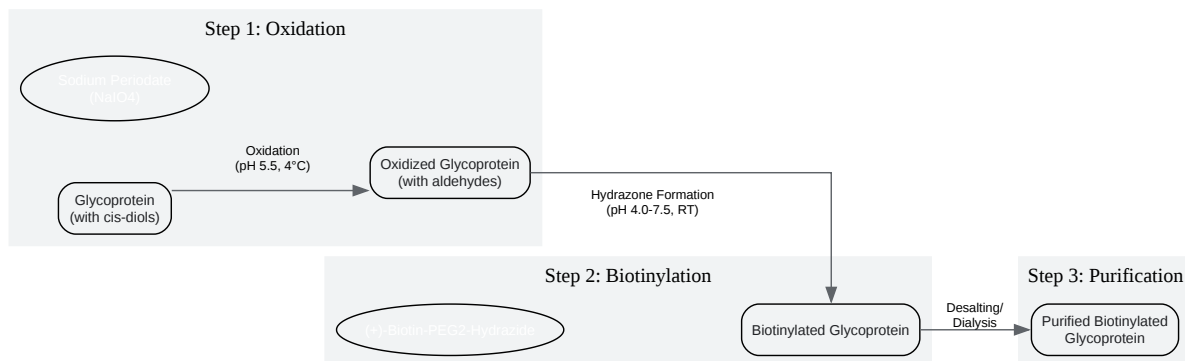 Step 1: Oxidation
Sodium Periodate
(NaIO4)
Oxidation
(pH 5.5, 4°C)
Glycoprotein
(with cis-diols)
Oxidized Glycoprotein
(with aldehydes)
Hydrazone Formation
(pH 4.0-7.5, RT)
Step 2: Biotinylation
(+)-Biotin-PEG2-Hydrazide
Biotinylated Glycoprotein
Desalting/
Dialysis
Step 3: Purification
Purified Biotinylated
Glycoprotein